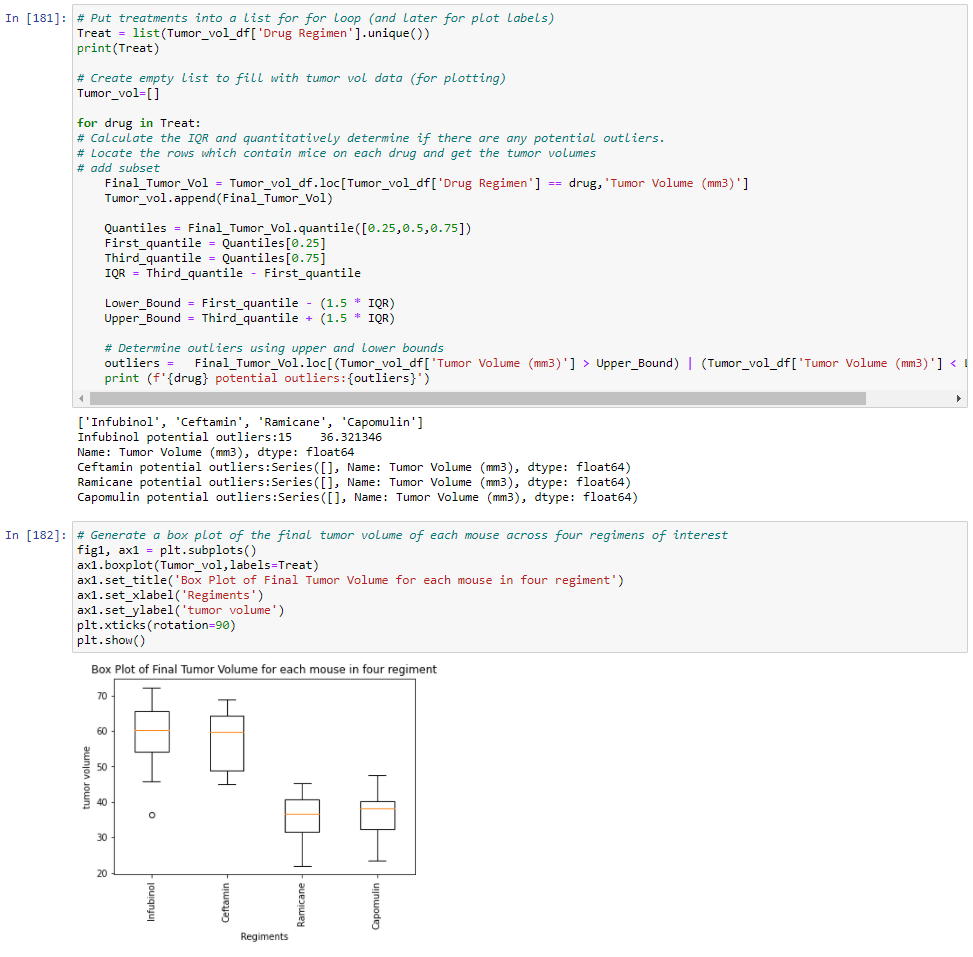 In [181]:
# Put treatments into a list for for loop (and later for plot labels)
Treat = list(Tumor_vol_df['Drug Regimen'].unique())
print(Treat)
# Create empty list to fill with tumor vol data (for plotting)
Tumor_vol=[]
for drug in Treat:
# Calculate the IQR and quantitatively determine if there are any potential outliers.
# Locate the rows which contain mice on each drug and get the tumor volumes
# add subset
Final_Tumor_Vol = Tumor_vol_df.loc[Tumor_vol_df['Drug Regimen'] == drug,'Tumor Volume (mm3)']
Tumor_vol.append(Final_Tumor_Vol)
Quantiles = Final_Tumor_Vol.quantile([0.25,0.5,0.75])
First_quantile = Quantiles[0.25]
Third_quantile = Quantiles[0.75]
IQR = Third_quantile - First_quantile
Lower_Bound = First_quantile - (1.5 * IQR)
Upper_Bound = Third_quantile + (1.5 * IQR)
# Determine outliers using upper and lower bounds
outliers =   Final_Tumor_Vol.loc[(Tumor_vol_df['Tumor Volume (mm3)'] > Upper_Bound) | (Tumor_vol_df['Tumor Volume (mm3)'] <
print (f'{drug} potential outliers:{outliers}')
['Infubinol', 'Ceftamin', 'Ramicane', 'Capomulin']
Infubinol potential outliers:15    36.321346
Name: Tumor Volume (mm3), dtype: float64
Ceftamin potential outliers:Series([], Name: Tumor Volume (mm3), dtype: float64)
Ramicane potential outliers:Series([], Name: Tumor Volume (mm3), dtype: float64)
Capomulin potential outliers:Series([], Name: Tumor Volume (mm3), dtype: float64)
In [182]:
# Generate a box plot of the final tumor volume of each mouse across four regimens of interest
fig1, ax1 = plt.subplots()
ax1.boxplot(Tumor_vol,labels=Treat)
ax1.set_title('Box Plot of Final Tumor Volume for each mouse in four regiment')
ax1.set_xlabel('Regiments')
ax1.set_ylabel('tumor volume')
plt.xticks(rotation=90)
plt.show()
Box Plot of Final Tumor Volume for each mouse in four regiment
70
60
50
40
30
20
tumor volume
Infubinol
Ceftamin
Ramicane
Capomulin
Regiments